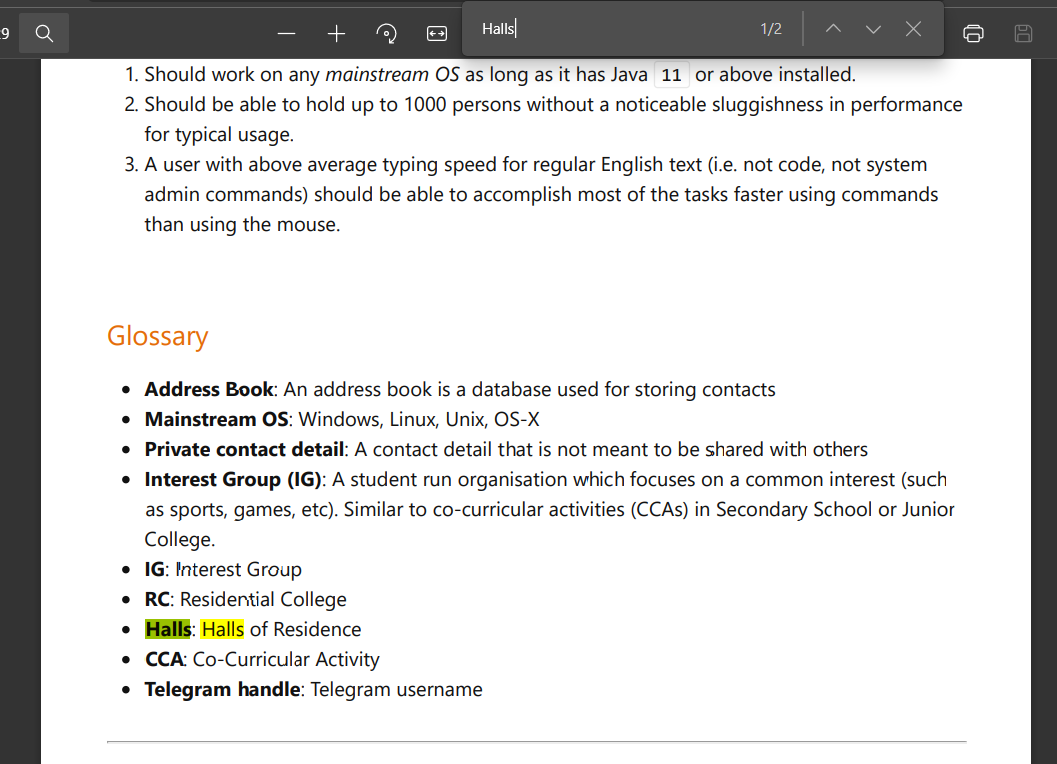 9
Halls
1/2
1. Should work on any mainstream OS as long as it has Java 11 or above installed.
2. Should be able to hold up to 1000 persons without a noticeable sluggishness in performance
for typical usage.
3. A user with above average typing speed for regular English text (i.e. not code, not system
admin commands) should be able to accomplish most of the tasks faster using commands
than using the mouse.
Glossary
• Address Book: An address book is a database used for storing contacts
• Mainstream OS: Windows, Linux, Unix, OS-X
• Private contact detail: A contact detail that is not meant to be shared with others
• Interest Group (IG): A student run organisation which focuses on a common interest (such
as sports, games, etc). Similar to co-curricular activities (CCAs) in Secondary School or Junior
College.
• IG: Interest Group
• RC: Residential College
• Halls: Halls of Residence
• CCA: Co-Curricular Activity
• Telegram handle: Telegram username